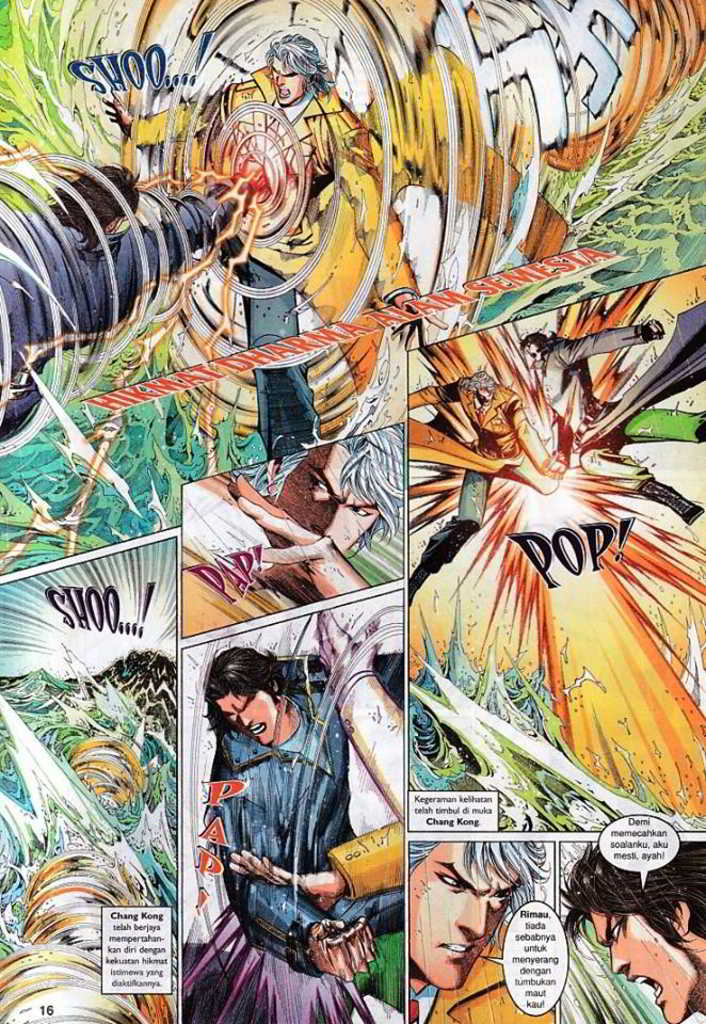 SHOO....!
HIKMAT DHARMA ALAM SEMESTA
POP!
Kegeraman kelihatan
telah timbul di muka
Chang Kong.
PAP!
SHOO....!
Chang Kong
telah berjaya
mempertahan-
kan diri dengan
kekuatan hikmat
istimewa yang
diaktifkannya.
PAP!
Rimau,
tiada
sebabnya
untuk
menyerang
dengan
tumbukan
maut
kau!
Demi
memecahkan
soalanku, aku
mesti, ayah!
16